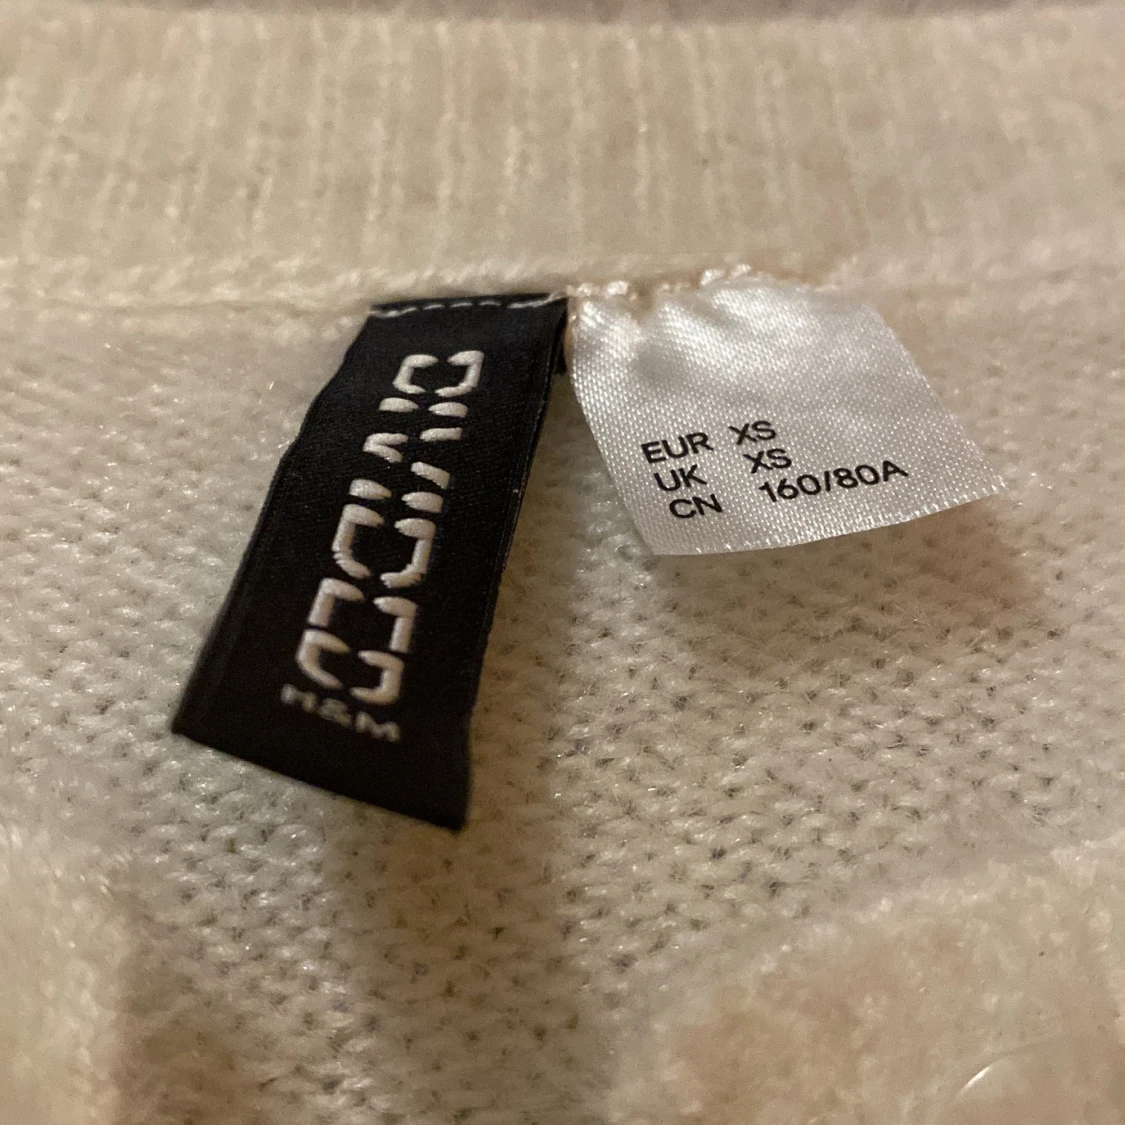 DIVIDED
H&M
EUR XS
UK XS
CN 160/80A